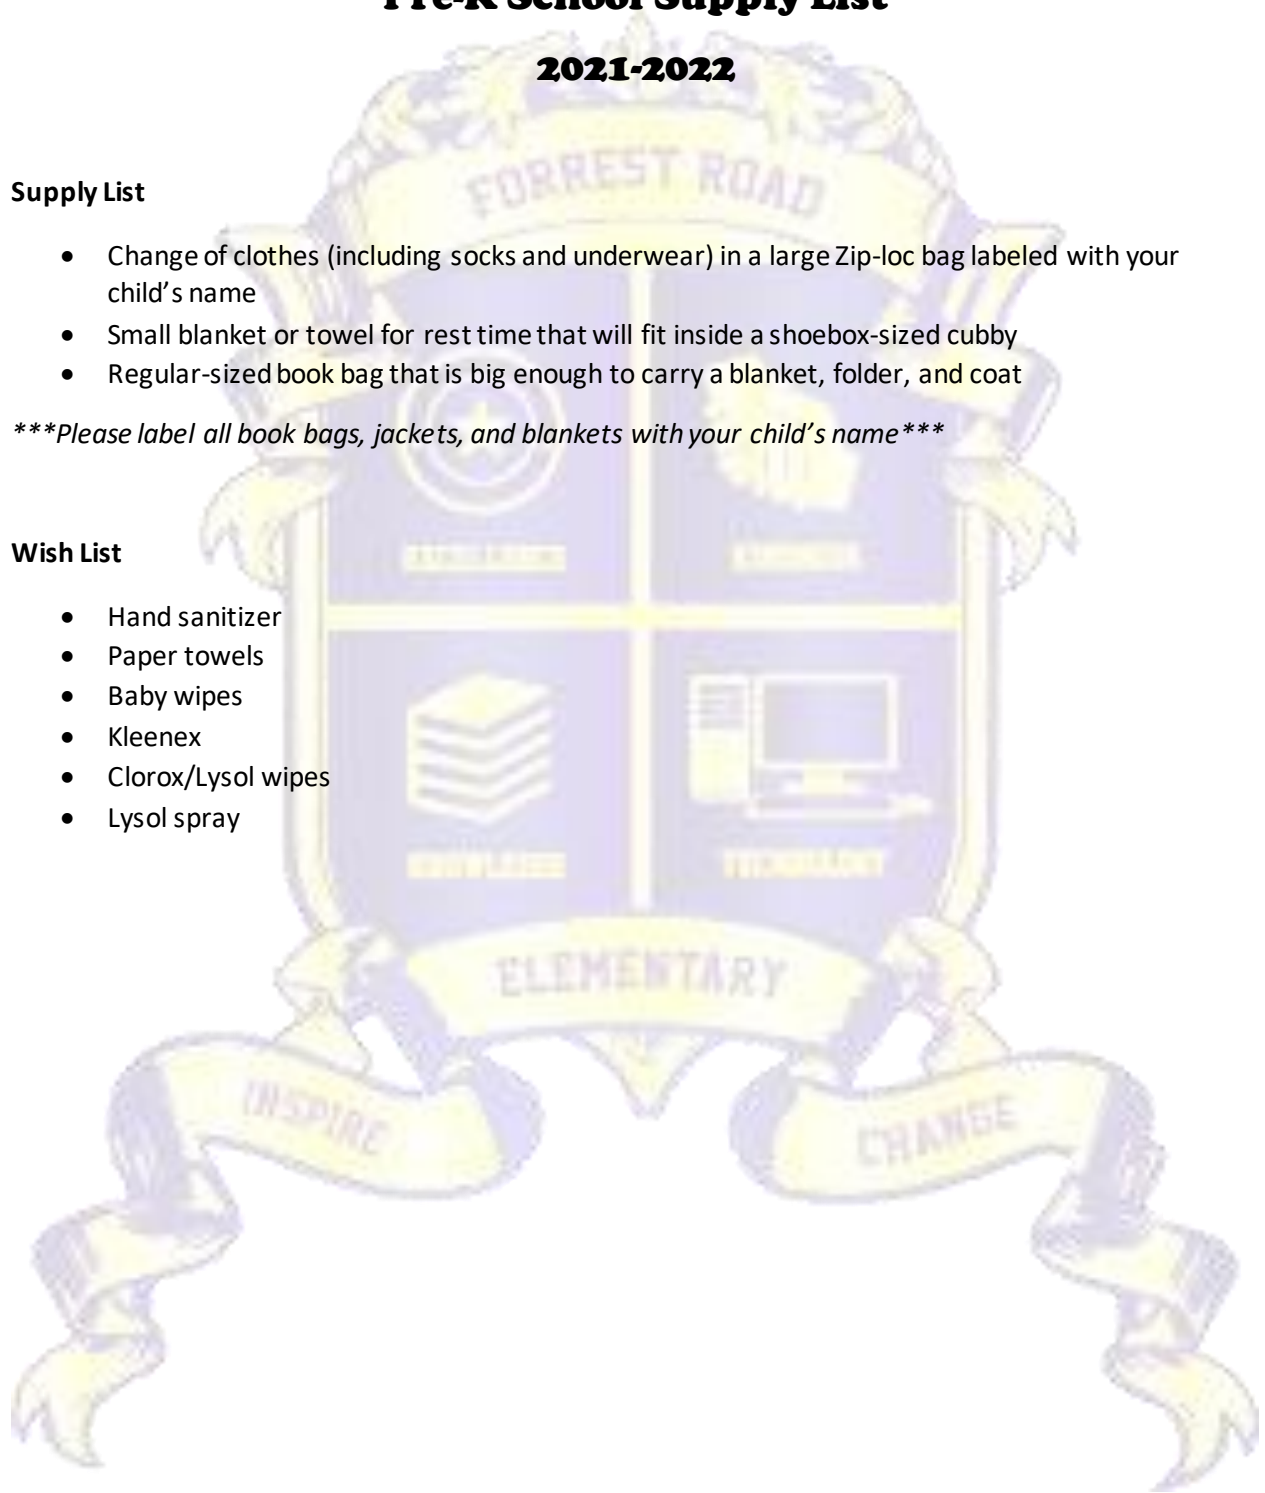 Pre-K School Supply List
2021-2022
FORREST ROAD
Supply List
• Change of clothes (including socks and underwear) in a large Zip-loc bag labeled with your
child’s name
• Small blanket or towel for rest time that will fit inside a shoebox-sized cubby
• Regular-sized book bag that is big enough to carry a blanket, folder, and coat
***Please label all book bags, jackets, and blankets with your child’s name***
Wish List
• Hand sanitizer
• Paper towels
• Baby wipes
• Kleenex
• Clorox/Lysol wipes
• Lysol spray
ELEMENTARY
INSPIRE
CHANGE